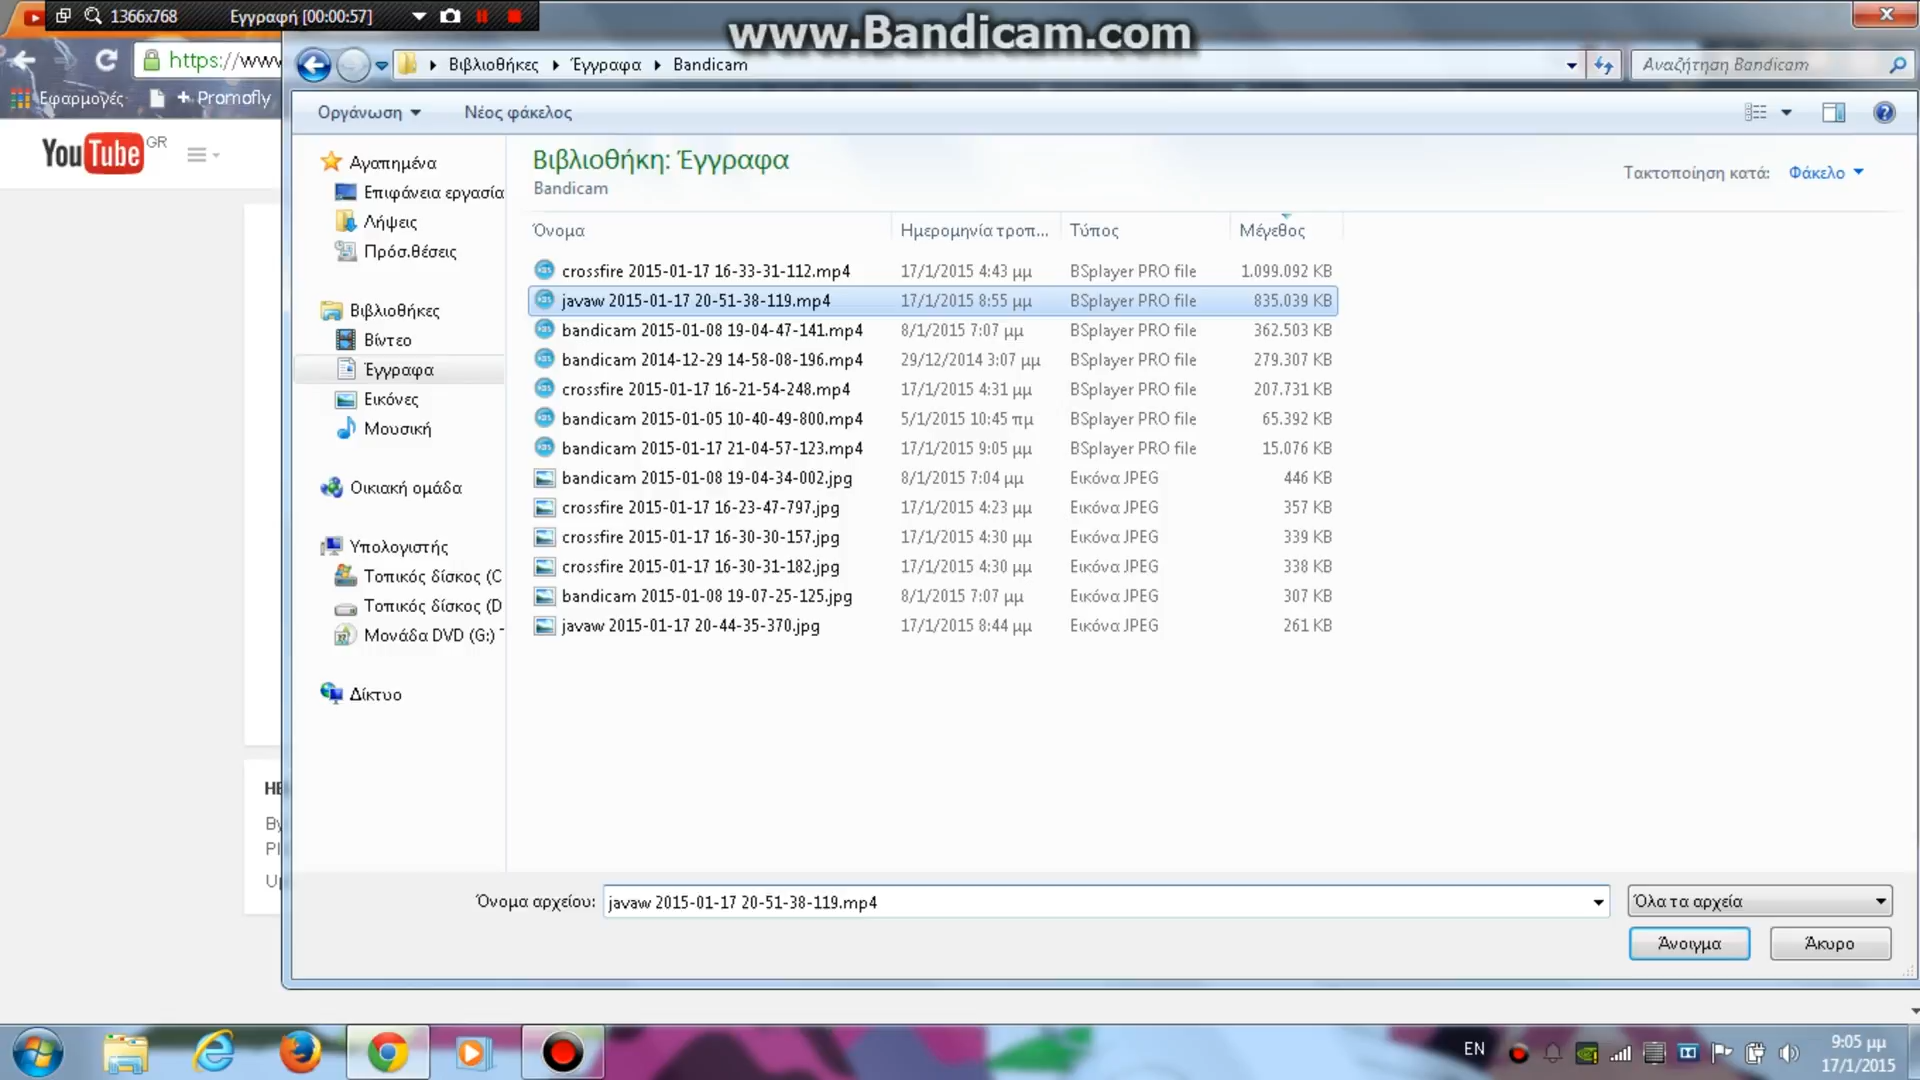 1366x768
Εγγραφή [00:00:57]
www.Bandicam.com
https://www
Βιβλιοθήκες
Έγγραφα
Bandicam
Αναζήτηση Bandicam
Εφαρμογές
+ Promofly
Οργάνωση
Νέος φάκελος
YouTube GR
Αγαπημένα
Επιφάνεια εργασία
Λήψεις
Πρόσ.θέσεις
Βιβλιοθήκες
Βίντεο
Έγγραφα
Εικόνες
Μουσική
Οικιακή ομάδα
Υπολογιστής
Τοπικός δίσκος (C
Τοπικός δίσκος (D
Μονάδα DVD (G:)
Δίκτυο
Βιβλιοθήκη: Έγγραφα
Bandicam
Τακτοποίηση κατά: Φάκελο
Όνομα Ημερομηνία τροπ... Τύπος Μέγεθος
crossfire 2015-01-17 16-33-31-112.mp4 17/1/2015 4:43 μμ BSplayer PRO file 1.099.092 KB
javaw 2015-01-17 20-51-38-119.mp4 17/1/2015 8:55 μμ BSplayer PRO file 835.039 KB
bandicam 2015-01-08 19-04-47-141.mp4 8/1/2015 7:07 μμ BSplayer PRO file 362.503 KB
bandicam 2014-12-29 14-58-08-196.mp4 29/12/2014 3:07 μμ BSplayer PRO file 279.307 KB
crossfire 2015-01-17 16-21-54-248.mp4 17/1/2015 4:31 μμ BSplayer PRO file 207.731 KB
bandicam 2015-01-05 10-40-49-800.mp4 5/1/2015 10:45 πμ BSplayer PRO file 65.392 KB
bandicam 2015-01-17 21-04-57-123.mp4 17/1/2015 9:05 μμ BSplayer PRO file 15.076 KB
bandicam 2015-01-08 19-04-34-002.jpg 8/1/2015 7:04 μμ Εικόνα JPEG 446 KB
crossfire 2015-01-17 16-23-47-797.jpg 17/1/2015 4:23 μμ Εικόνα JPEG 357 KB
crossfire 2015-01-17 16-30-30-157.jpg 17/1/2015 4:30 μμ Εικόνα JPEG 339 KB
crossfire 2015-01-17 16-30-31-182.jpg 17/1/2015 4:30 μμ Εικόνα JPEG 338 KB
bandicam 2015-01-08 19-07-25-125.jpg 8/1/2015 7:07 μμ Εικόνα JPEG 307 KB
javaw 2015-01-17 20-44-35-370.jpg 17/1/2015 8:44 μμ Εικόνα JPEG 261 KB
HE
By
Pl
Up
Όνομα αρχείου: javaw 2015-01-17 20-51-38-119.mp4
Όλα τα αρχεία
Άνοιγμα
Άκυρο
EN
9:05 μμ
17/1/2015